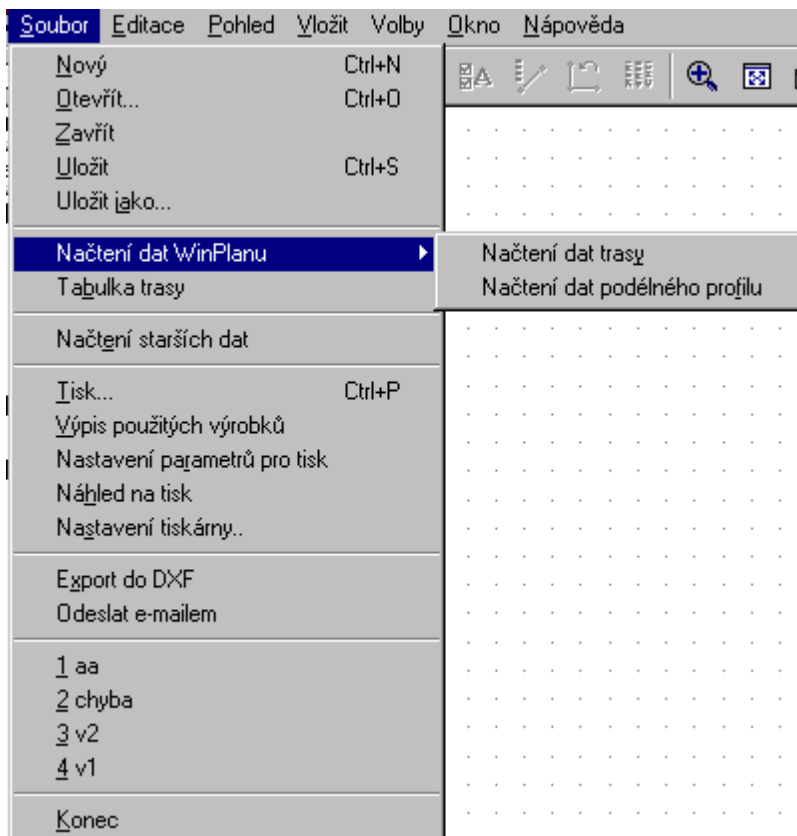 Soubor Editace Pohled Vložit Volby Okno Nápověda
Nový Ctrl+N
Otevřít... Ctrl+O
Zavřít
Uložit Ctrl+S
Uložit jako...
Načtení dat WinPlanu
Načtení dat trasy
Tabulka trasy
Načtení dat podélného profilu
Načtení starších dat
Tisk... Ctrl+P
Výpis použitých výrobků
Nastavení parametrů pro tisk
Náhled na tisk
Nastavení tiskárny..
Export do DXF
Odeslat e-mailem
1 aa
2 chyba
3 v2
4 v1
Konec